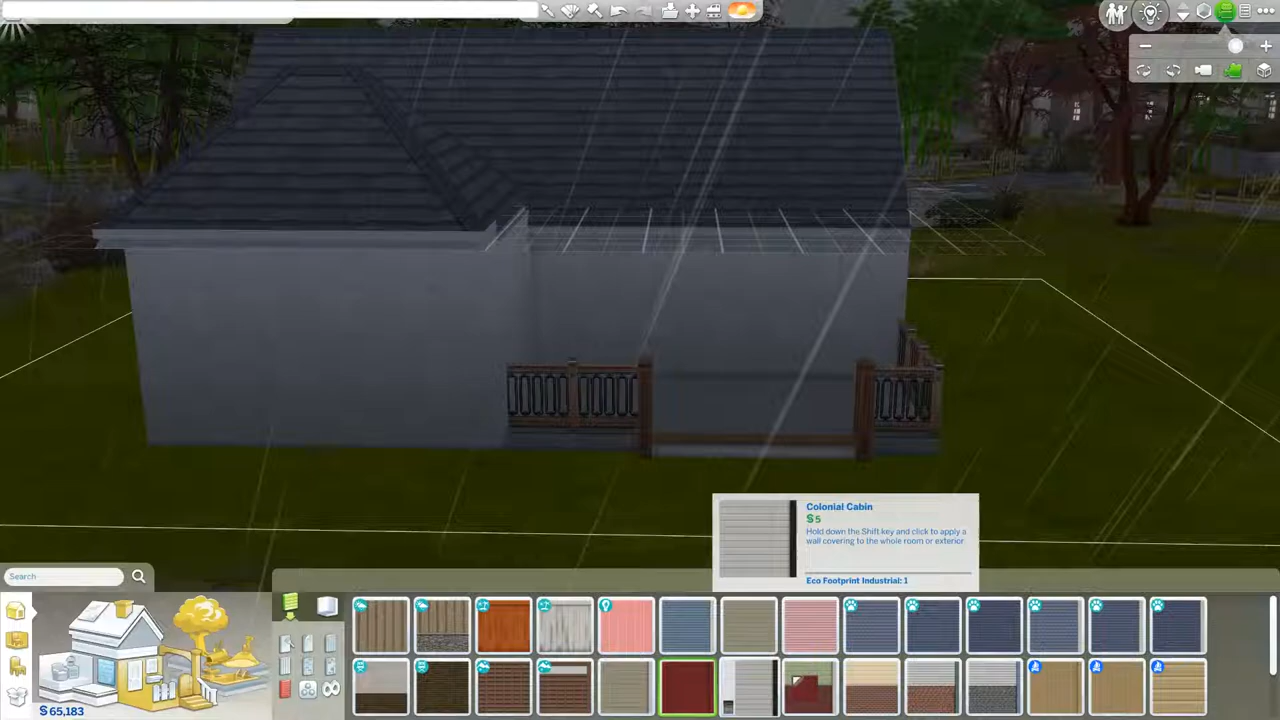 Colonial Cabin
§5
Hold down the Shift key and click to apply a
wall covering to the whole room or exterior
Eco Footprint Industrial: 1
Search
§65,183